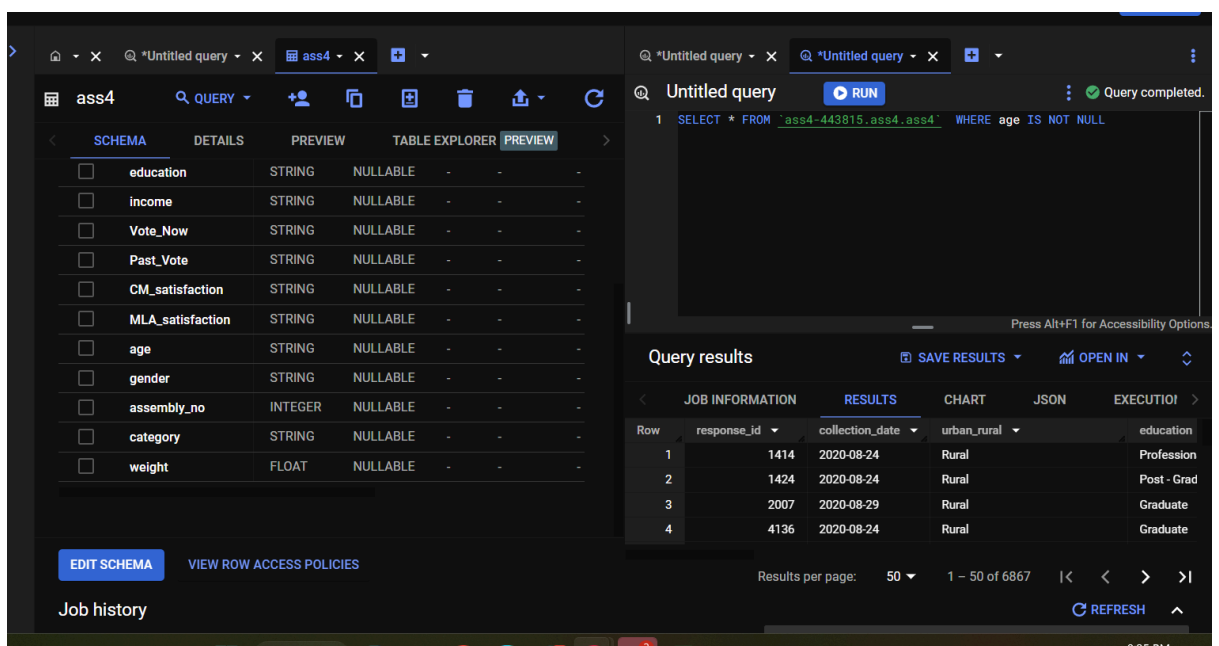 *Untitled query
ass4
*Untitled query
*Untitled query
ass4
QUERY
SCHEMA DETAILS PREVIEW TABLE EXPLORER PREVIEW
education STRING NULLABLE - - -
income STRING NULLABLE - - -
Vote_Now STRING NULLABLE - - -
Past_Vote STRING NULLABLE - - -
CM_satisfaction STRING NULLABLE - - -
MLA_satisfaction STRING NULLABLE - - -
age STRING NULLABLE - - -
gender STRING NULLABLE - - -
assembly_no INTEGER NULLABLE - - -
category STRING NULLABLE - - -
weight FLOAT NULLABLE - - -
EDIT SCHEMA VIEW ROW ACCESS POLICIES
Job history
Untitled query RUN Query completed.
1 SELECT * FROM `ass4-443815.ass4.ass4` WHERE age IS NOT NULL
Press Alt+F1 for Accessibility Options.
Query results SAVE RESULTS OPEN IN
JOB INFORMATION RESULTS CHART JSON EXECUTION
Row response_id collection_date urban_rural education
1 1414 2020-08-24 Rural Profession
2 1424 2020-08-24 Rural Post - Grad
3 2007 2020-08-29 Rural Graduate
4 4136 2020-08-24 Rural Graduate
Results per page: 50 1 – 50 of 6867
REFRESH